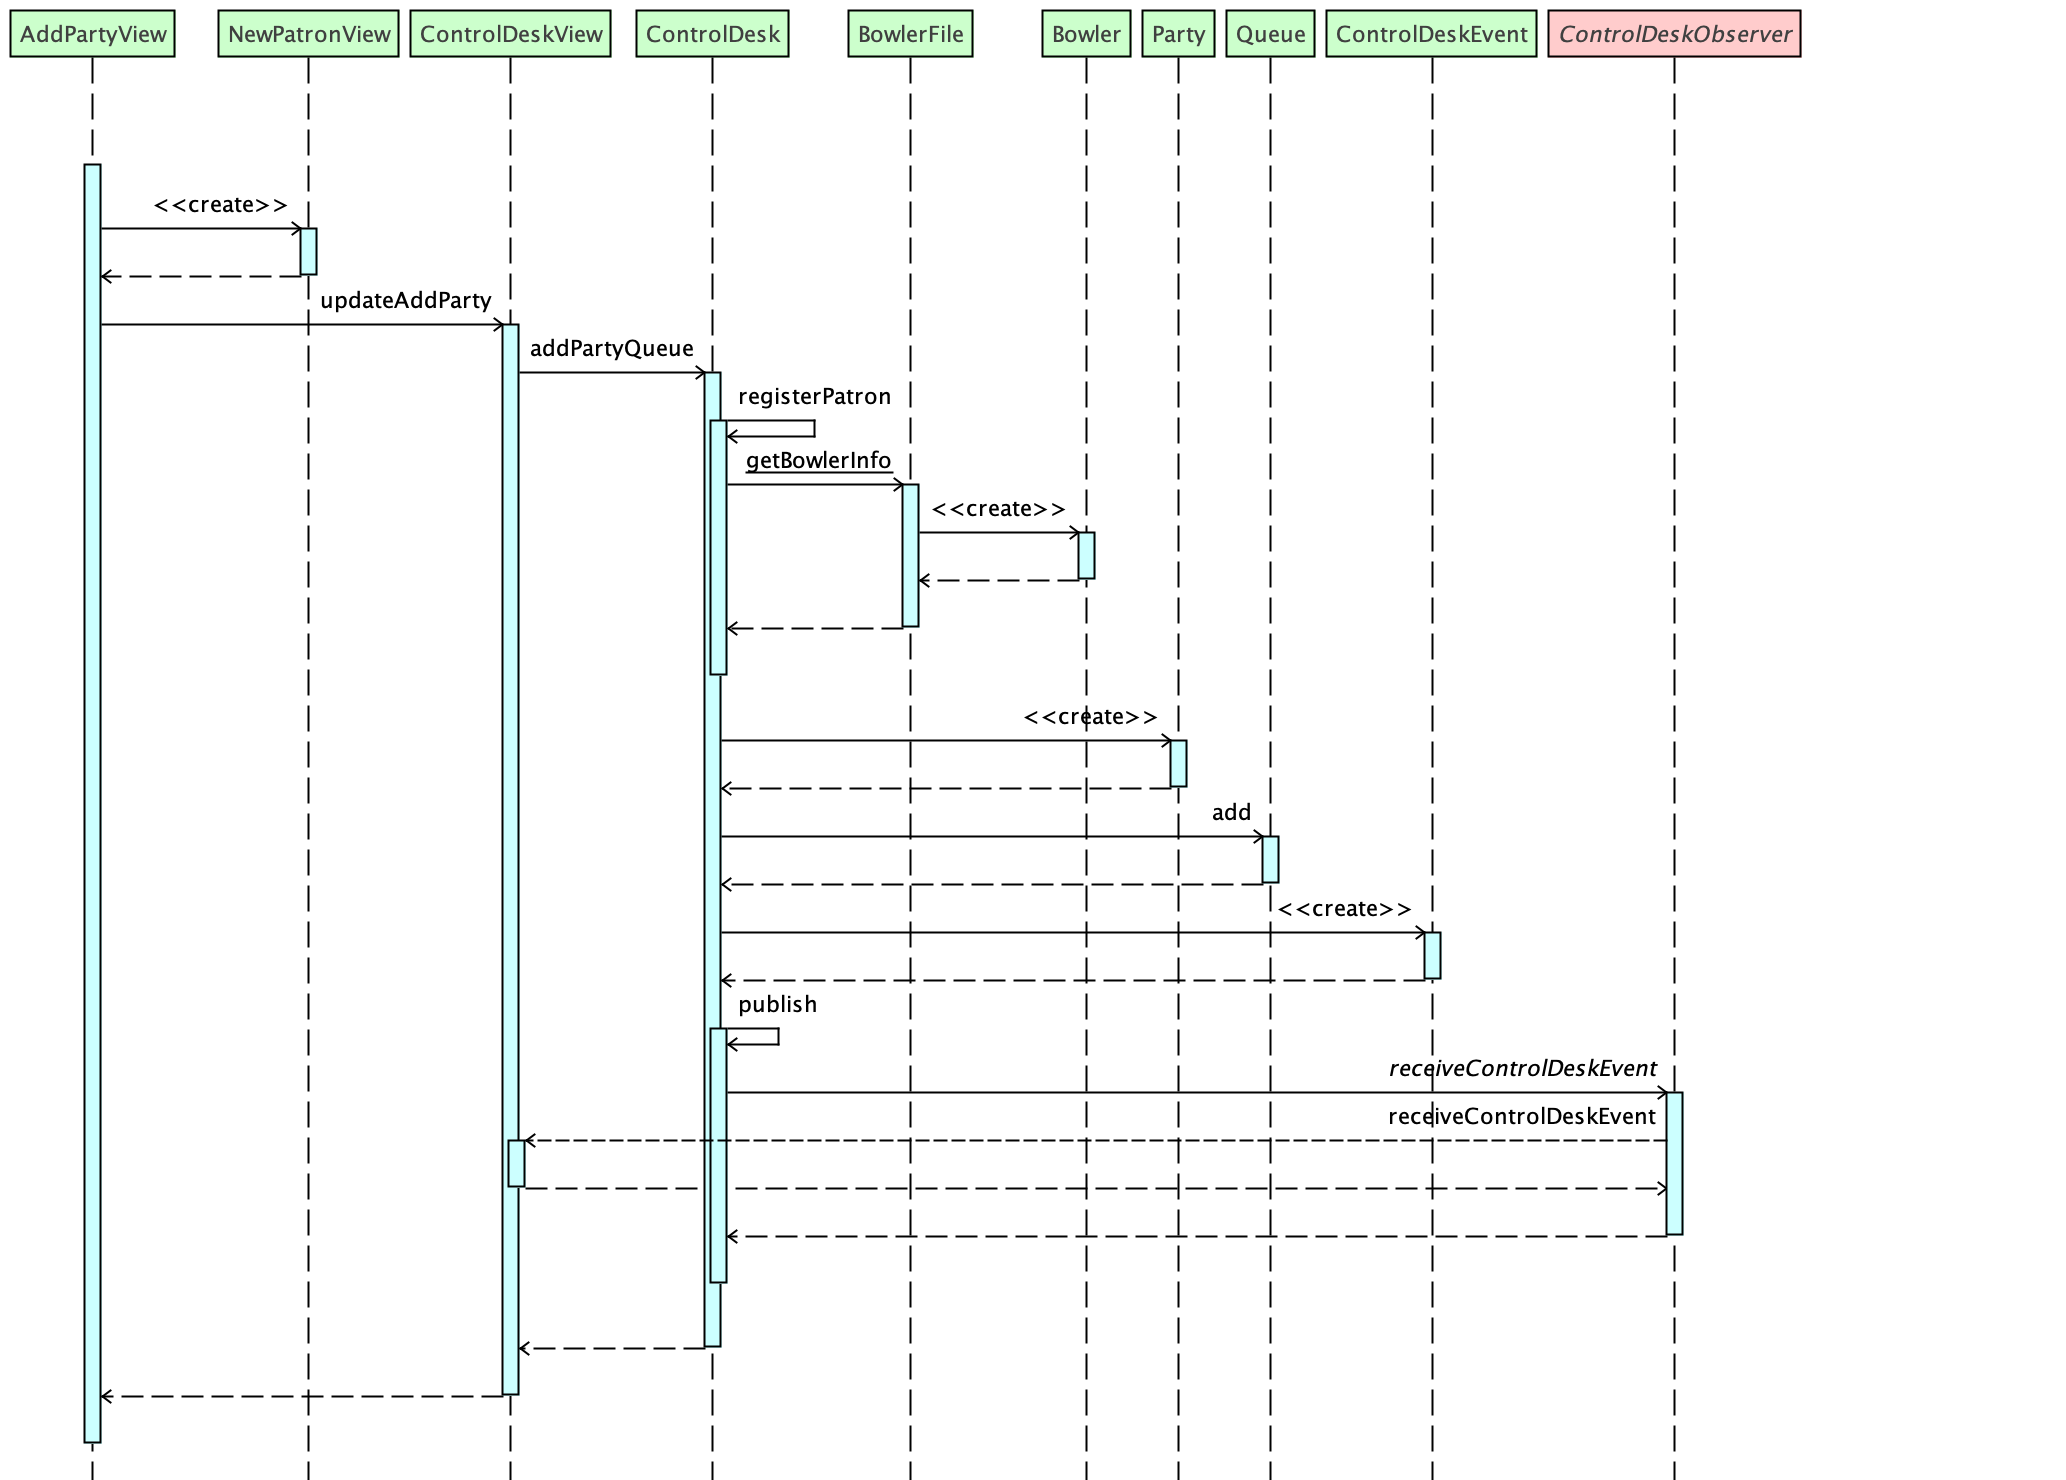 AddPartyView
NewPatronView
ControlDeskView
ControlDesk
BowlerFile
Bowler
Party
Queue
ControlDeskEvent
ControlDeskObserver
<<create>>
updateAddParty
addPartyQueue
registerPatron
getBowlerInfo
<<create>>
<<create>>
add
<<create>>
publish
receiveControlDeskEvent
receiveControlDeskEvent